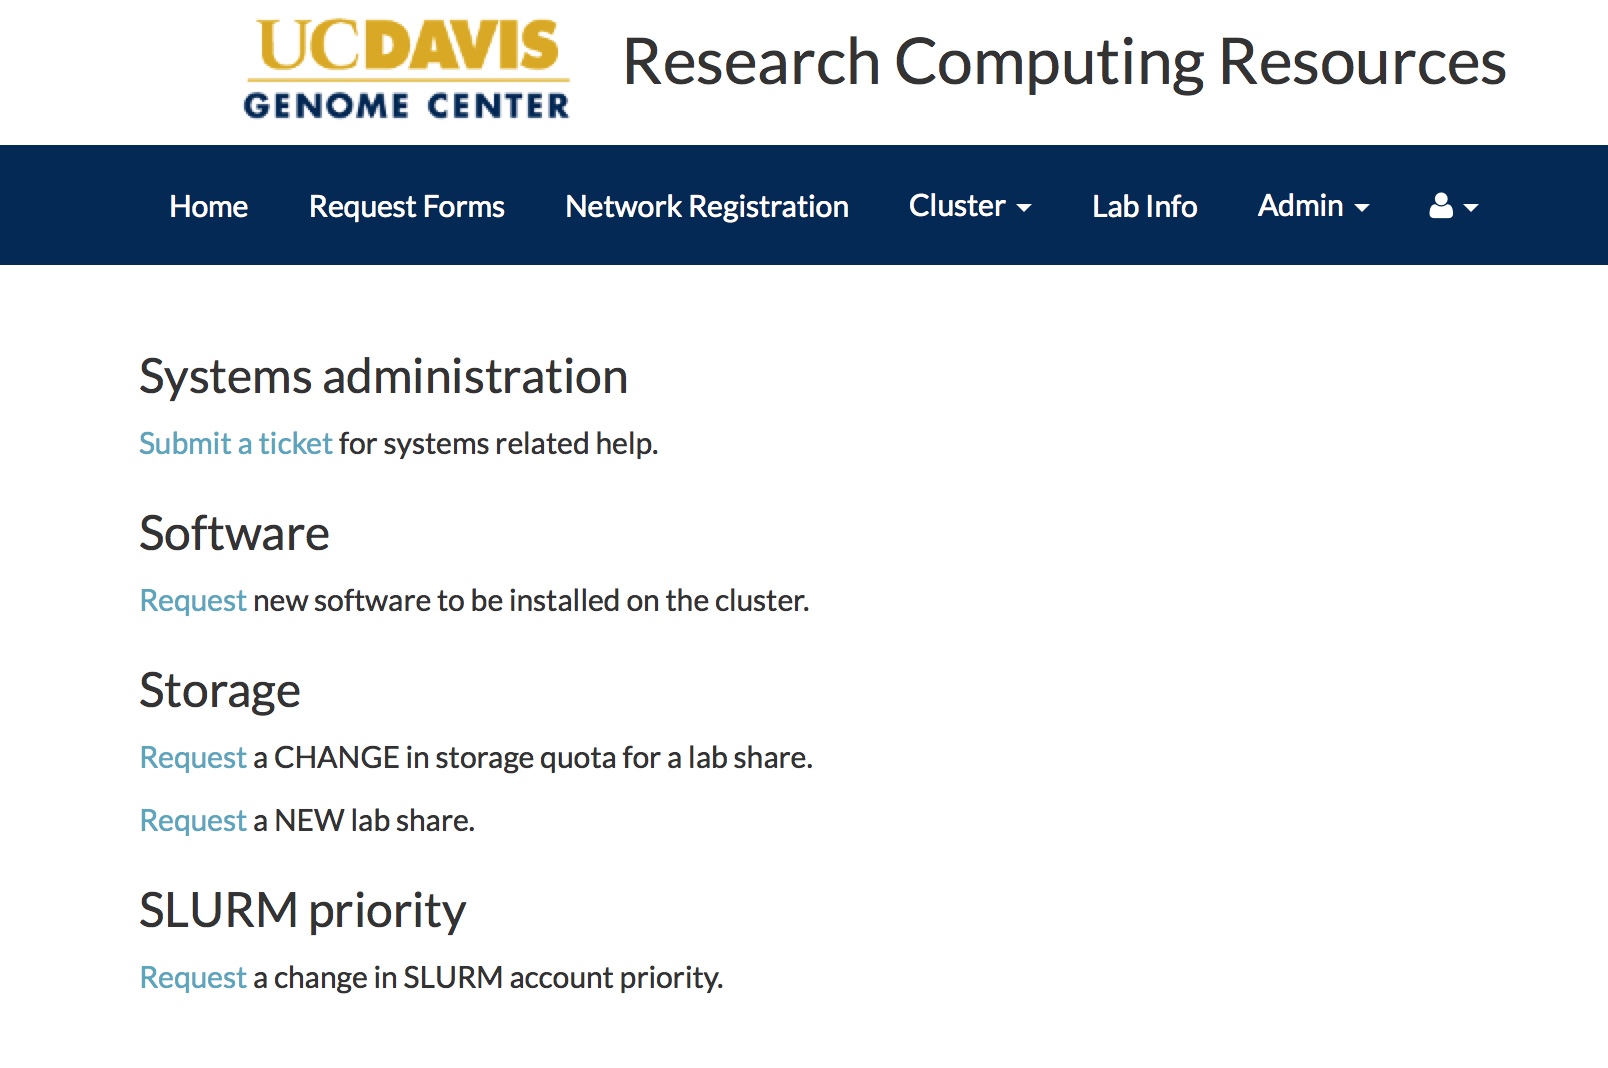 UCDAVIS
GENOME CENTER
Research Computing Resources
Home Request Forms Network Registration Cluster Lab Info Admin
Systems administration
Submit a ticket for systems related help.
Software
Request new software to be installed on the cluster.
Storage
Request a CHANGE in storage quota for a lab share.
Request a NEW lab share.
SLURM priority
Request a change in SLURM account priority.